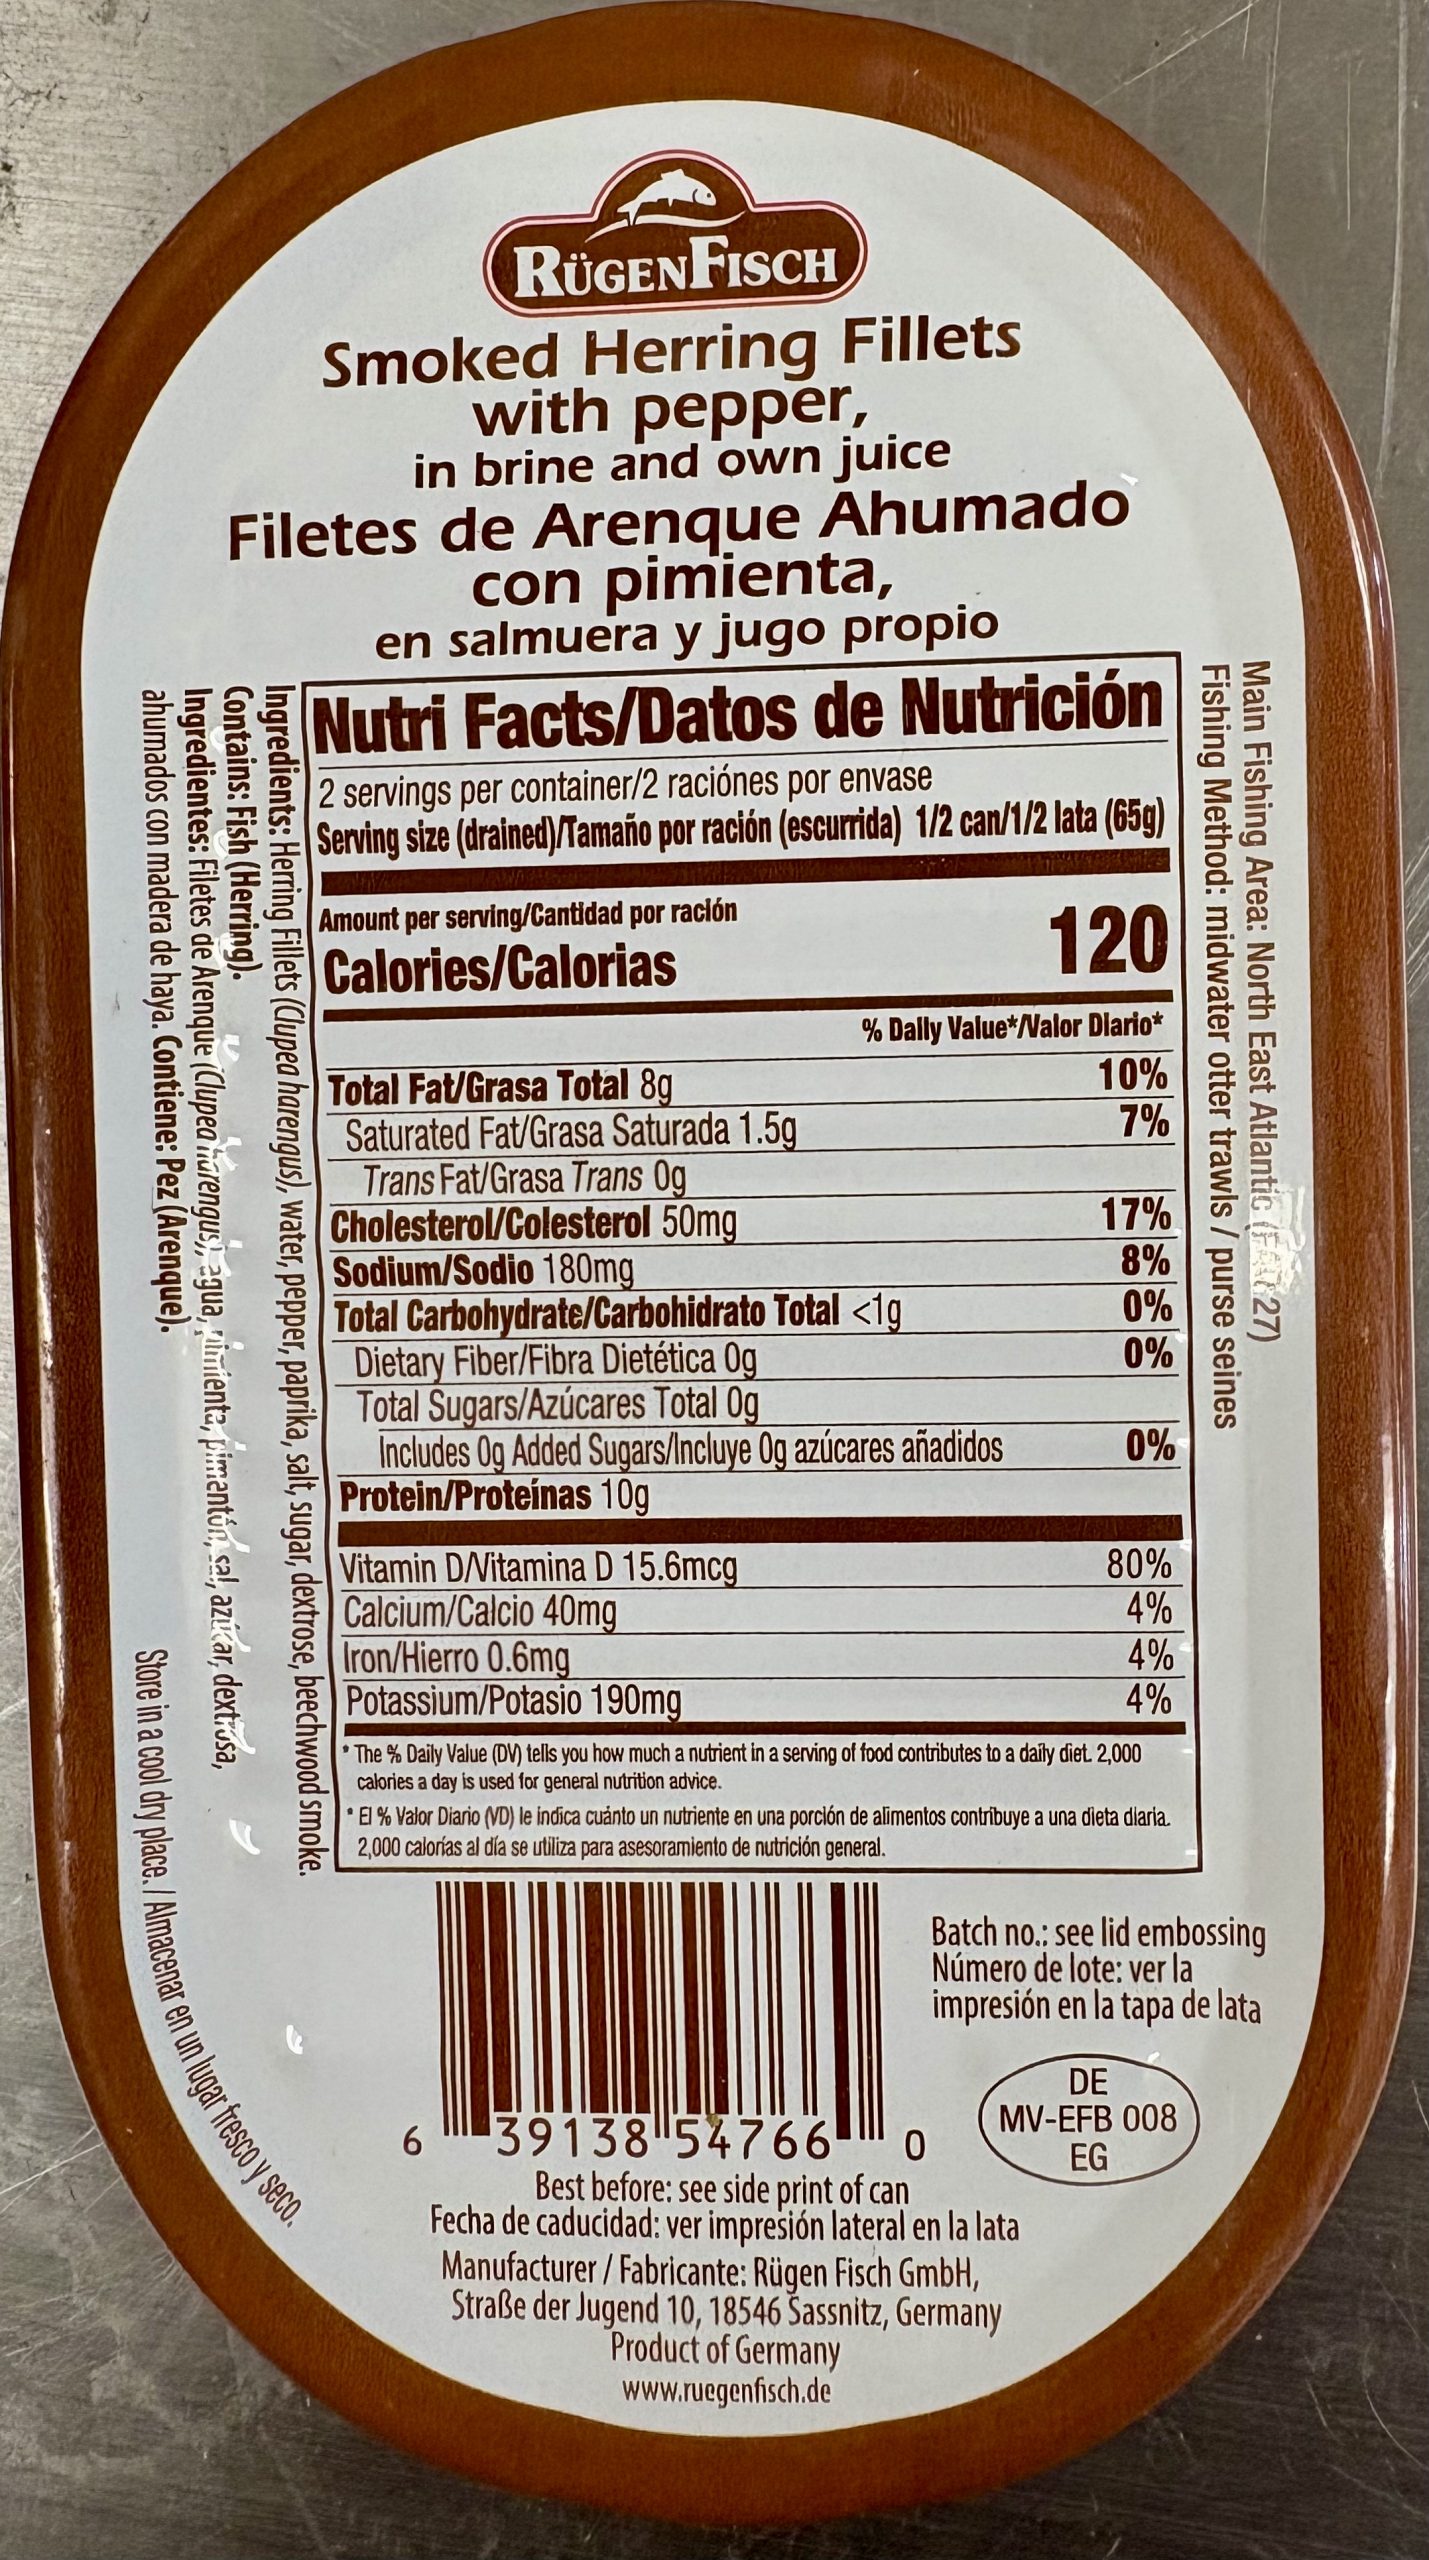 RÜGENFISCH
Smoked Herring Fillets
with pepper,
in brine and own juice
Filetes de Arenque Ahumado
con pimienta,
en salmuera y jugo propio
Nutri Facts/Datos de Nutrición
2 servings per container/2 raciónes por envase
Serving size (drained)/Tamaño por ración (escurrida) 1/2 can/1/2 lata (65g)
Amount per serving/Cantidad por ración
Calories/Calorias 120
% Daily Value*/Valor Diario*
Total Fat/Grasa Total 8g 10%
Saturated Fat/Grasa Saturada 1.5g 7%
Trans Fat/Grasa Trans 0g
Cholesterol/Colesterol 50mg 17%
Sodium/Sodio 180mg 8%
Total Carbohydrate/Carbohidrato Total <1g 0%
Dietary Fiber/Fibra Dietética 0g 0%
Total Sugars/Azúcares Total 0g
Includes 0g Added Sugars/Incluye 0g azúcares añadidos 0%
Protein/Proteínas 10g
Vitamin D/Vitamina D 15.6mcg 80%
Calcium/Calcio 40mg 4%
Iron/Hierro 0.6mg 4%
Potassium/Potasio 190mg 4%
* The % Daily Value (DV) tells you how much a nutrient in a serving of food contributes to a daily diet. 2,000
calories a day is used for general nutrition advice.
* El % Valor Diario (VD) le indica cuánto un nutriente en una porción de alimentos contribuye a una dieta diaria.
2,000 calorías al día se utiliza para asesoramiento de nutrición general.
Main Fishing Area: North East Atlantic (FAO 27)
Fishing Method: midwater otter trawls / purse seines
Ingredients: Herring Fillets (Clupea harengus), water, pepper, paprika, salt, sugar, dextrose, beechwood smoke.
Contains: Fish (Herring).
Ingredientes: Filetes de Arenque (Clupea harengus), agua, pimienta, pimentón, sal, azúcar, dextrosa,
ahumados con madera de haya. Contiene: Pez (Arenque).
Store in a cool dry place. / Almacenar en un lugar fresco y seco.
Batch no.: see lid embossing
Número de lote: ver la
impresión en la tapa de lata
DE
MV-EFB 008
EG
6 39138 54766 0
Best before: see side print of can
Fecha de caducidad: ver impresión lateral en la lata
Manufacturer / Fabricante: Rügen Fisch GmbH,
Straße der Jugend 10, 18546 Sassnitz, Germany
Product of Germany
www.ruegenfisch.de